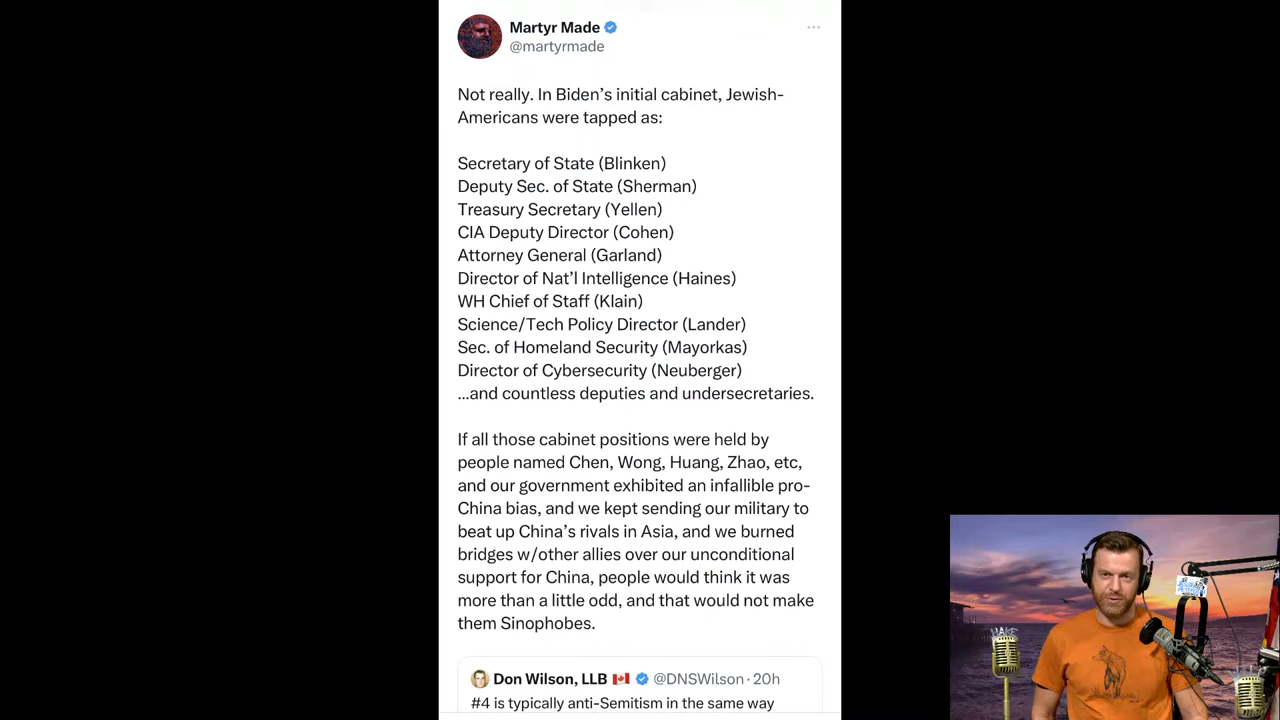 Martyr Made
@martyrmade
Not really. In Biden’s initial cabinet, Jewish-
Americans were tapped as:
Secretary of State (Blinken)
Deputy Sec. of State (Sherman)
Treasury Secretary (Yellen)
CIA Deputy Director (Cohen)
Attorney General (Garland)
Director of Nat’l Intelligence (Haines)
WH Chief of Staff (Klain)
Science/Tech Policy Director (Lander)
Sec. of Homeland Security (Mayorkas)
Director of Cybersecurity (Neuberger)
...and countless deputies and undersecretaries.
If all those cabinet positions were held by
people named Chen, Wong, Huang, Zhao, etc,
and our government exhibited an infallible pro-
China bias, and we kept sending our military to
beat up China’s rivals in Asia, and we burned
bridges w/other allies over our unconditional
support for China, people would think it was
more than a little odd, and that would not make
them Sinophobes.
Don Wilson, LLB 🇨🇦 @DNSWilson · 20h
#4 is typically anti-Semitism in the same way